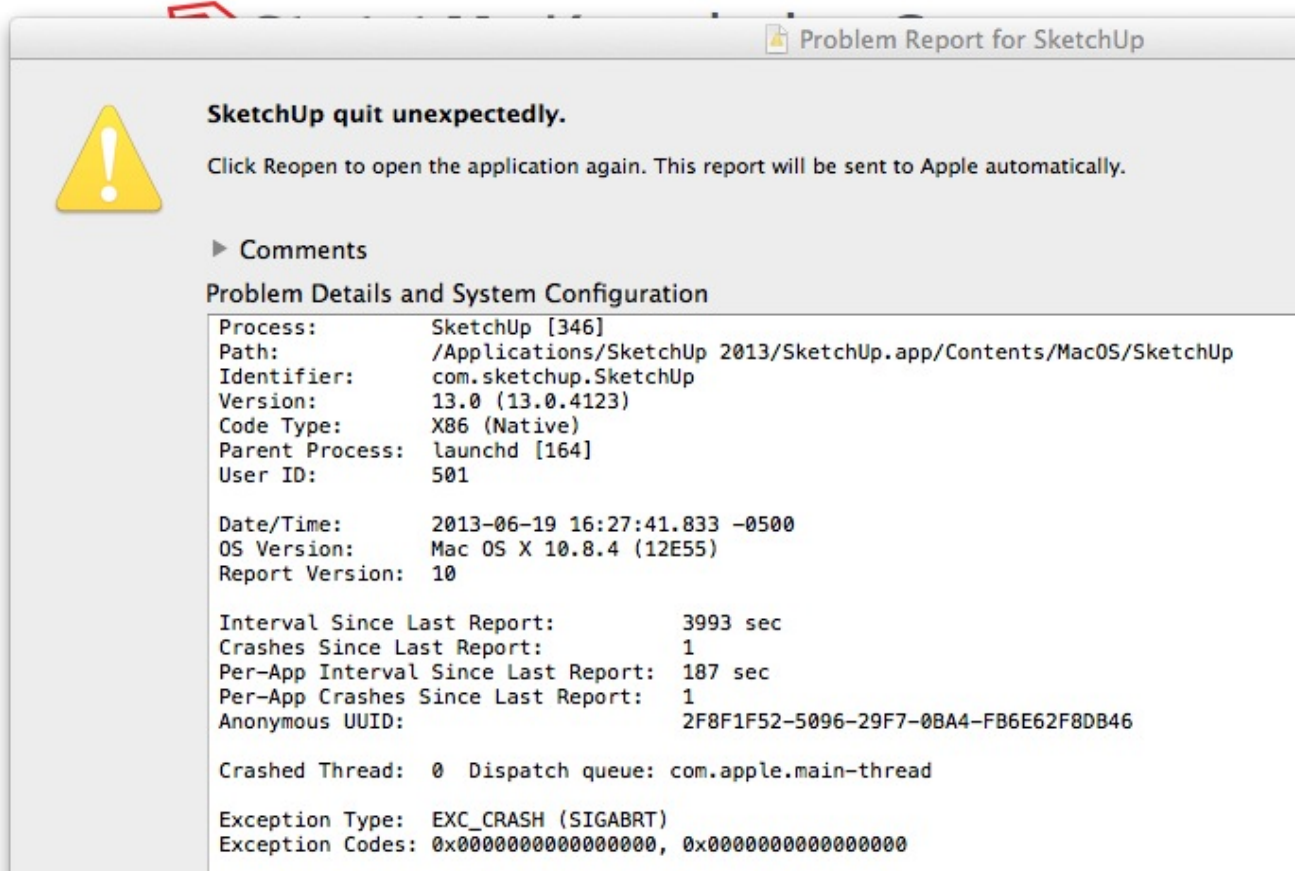 Problem Report for SketchUp
SketchUp quit unexpectedly.
Click Reopen to open the application again. This report will be sent to Apple automatically.
Comments
Problem Details and System Configuration
Process: SketchUp [346]
Path: /Applications/SketchUp 2013/SketchUp.app/Contents/MacOS/SketchUp
Identifier: com.sketchup.SketchUp
Version: 13.0 (13.0.4123)
Code Type: X86 (Native)
Parent Process: launchd [164]
User ID: 501
Date/Time: 2013-06-19 16:27:41.833 -0500
OS Version: Mac OS X 10.8.4 (12E55)
Report Version: 10
Interval Since Last Report: 3993 sec
Crashes Since Last Report: 1
Per-App Interval Since Last Report: 187 sec
Per-App Crashes Since Last Report: 1
Anonymous UUID: 2F8F1F52-5096-29F7-0BA4-FB6E62F8DB46
Crashed Thread: 0 Dispatch queue: com.apple.main-thread
Exception Type: EXC_CRASH (SIGABRT)
Exception Codes: 0x0000000000000000, 0x0000000000000000